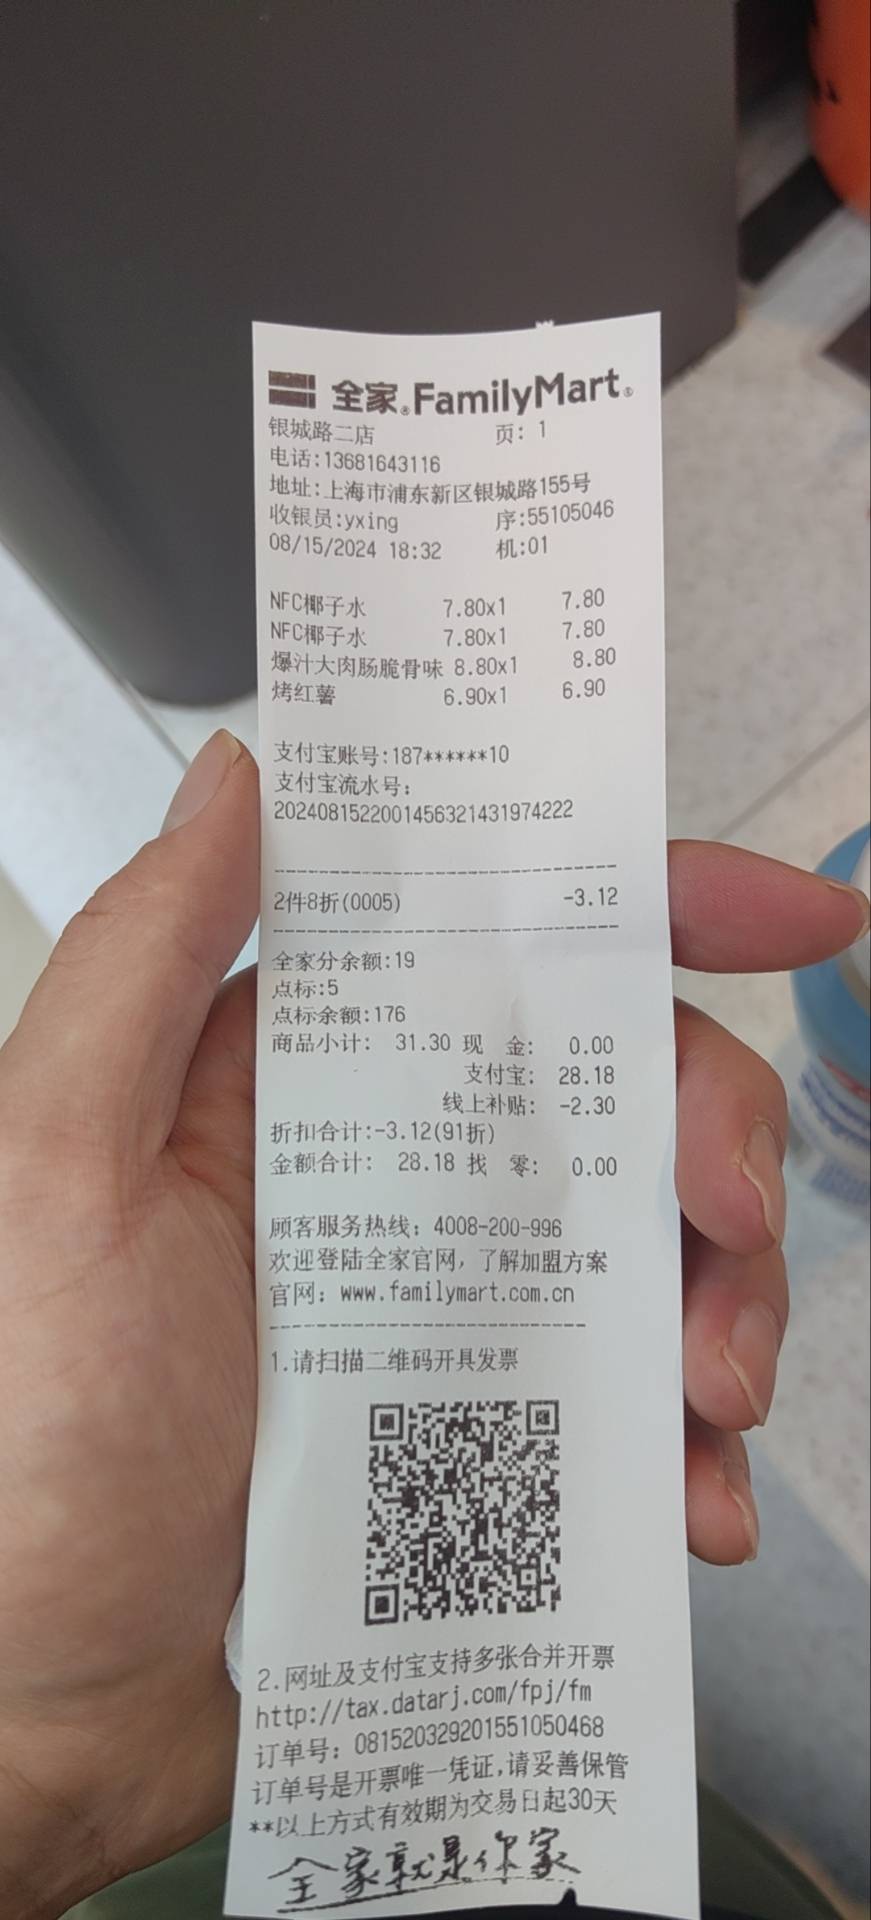 全家®FamilyMart®
银城路二店 页: 1
电话:13681643116
地址:上海市浦东新区银城路155号
收银员:yxing 序:55105046
08/15/2024 18:32 机:01
NFC椰子水 7.80x1 7.80
NFC椰子水 7.80x1 7.80
爆汁大肉肠脆骨味 8.80x1 8.80
烤红薯 6.90x1 6.90
支付宝账号:187******10
支付宝流水号:
2024081522001456321431974222
2件8折(0005) -3.12
全家分余额:19
点标:5
点标余额:176
商品小计: 31.30 现 金: 0.00
支付宝: 28.18
线上补贴: -2.30
折扣合计:-3.12(91折)
金额合计: 28.18 找 零: 0.00
顾客服务热线: 4008-200-996
欢迎登陆全家官网, 了解加盟方案
官网: www.familymart.com.cn
1.请扫描二维码开具发票
2.网址及支付宝支持多张合并开票
http://tax.datarj.com/fpj/fm
订单号: 081520329201551050468
订单号是开票唯一凭证,请妥善保管
**以上方式有效期为交易日起30天
全家就是你家